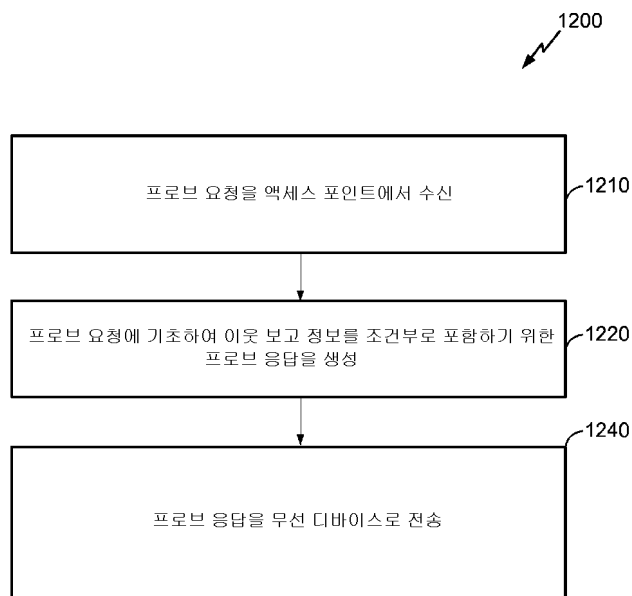 1200
프로브 요청을 액세스 포인트에서 수신
1210
프로브 요청에 기초하여 이웃 보고 정보를 조건부로 포함하기 위한
프로브 응답을 생성
1220
1240
프로브 응답을 무선 디바이스로 전송